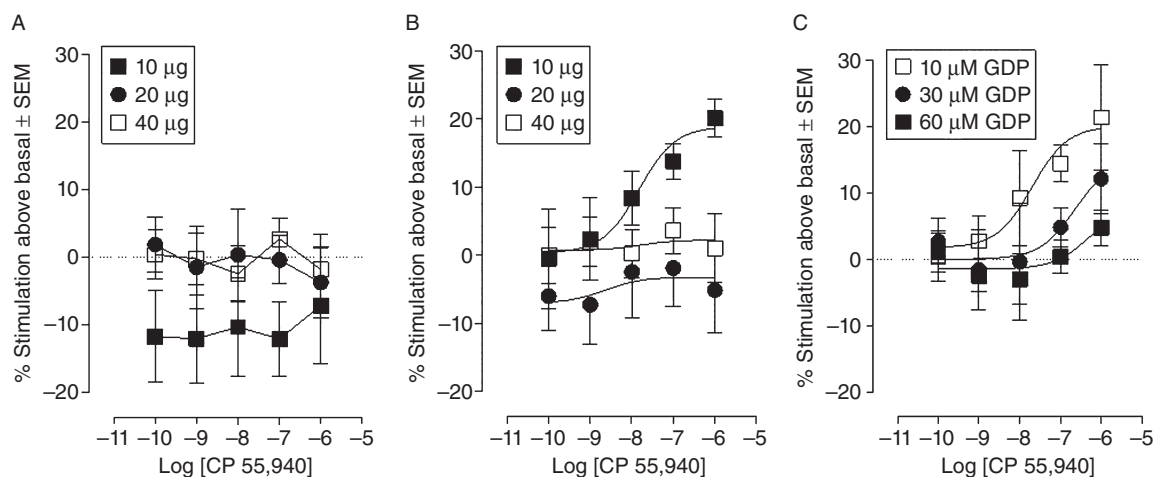 A
% Stimulation above basal ± SEM
30
20
10
0
–10
–20
10 μg
20 μg
40 μg
–11 –10 –9 –8 –7 –6 –5
Log [CP 55,940]
B
% Stimulation above basal ± SEM
30
20
10
0
–10
–20
10 μg
20 μg
40 μg
–11 –10 –9 –8 –7 –6 –5
Log [CP 55,940]
C
% Stimulation above basal ± SEM
30
20
10
0
–10
–20
10 μM GDP
30 μM GDP
60 μM GDP
–11 –10 –9 –8 –7 –6 –5
Log [CP 55,940]